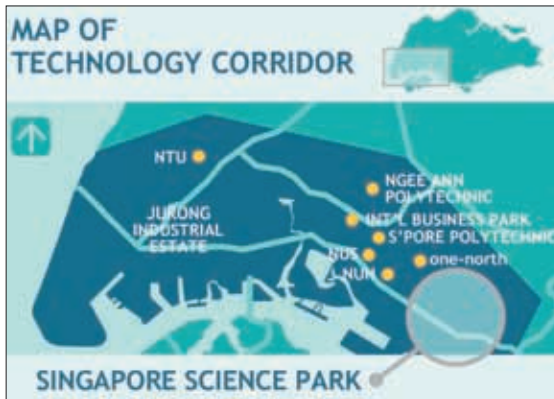 MAP OF
TECHNOLOGY CORRIDOR
NTU
NGEE ANN
POLYTECHNIC
JURONG
INDUSTRIAL
ESTATE
INT'L BUSINESS PARK
S'PORE POLYTECHNIC
NUS
one-north
NUH
SINGAPORE SCIENCE PARK